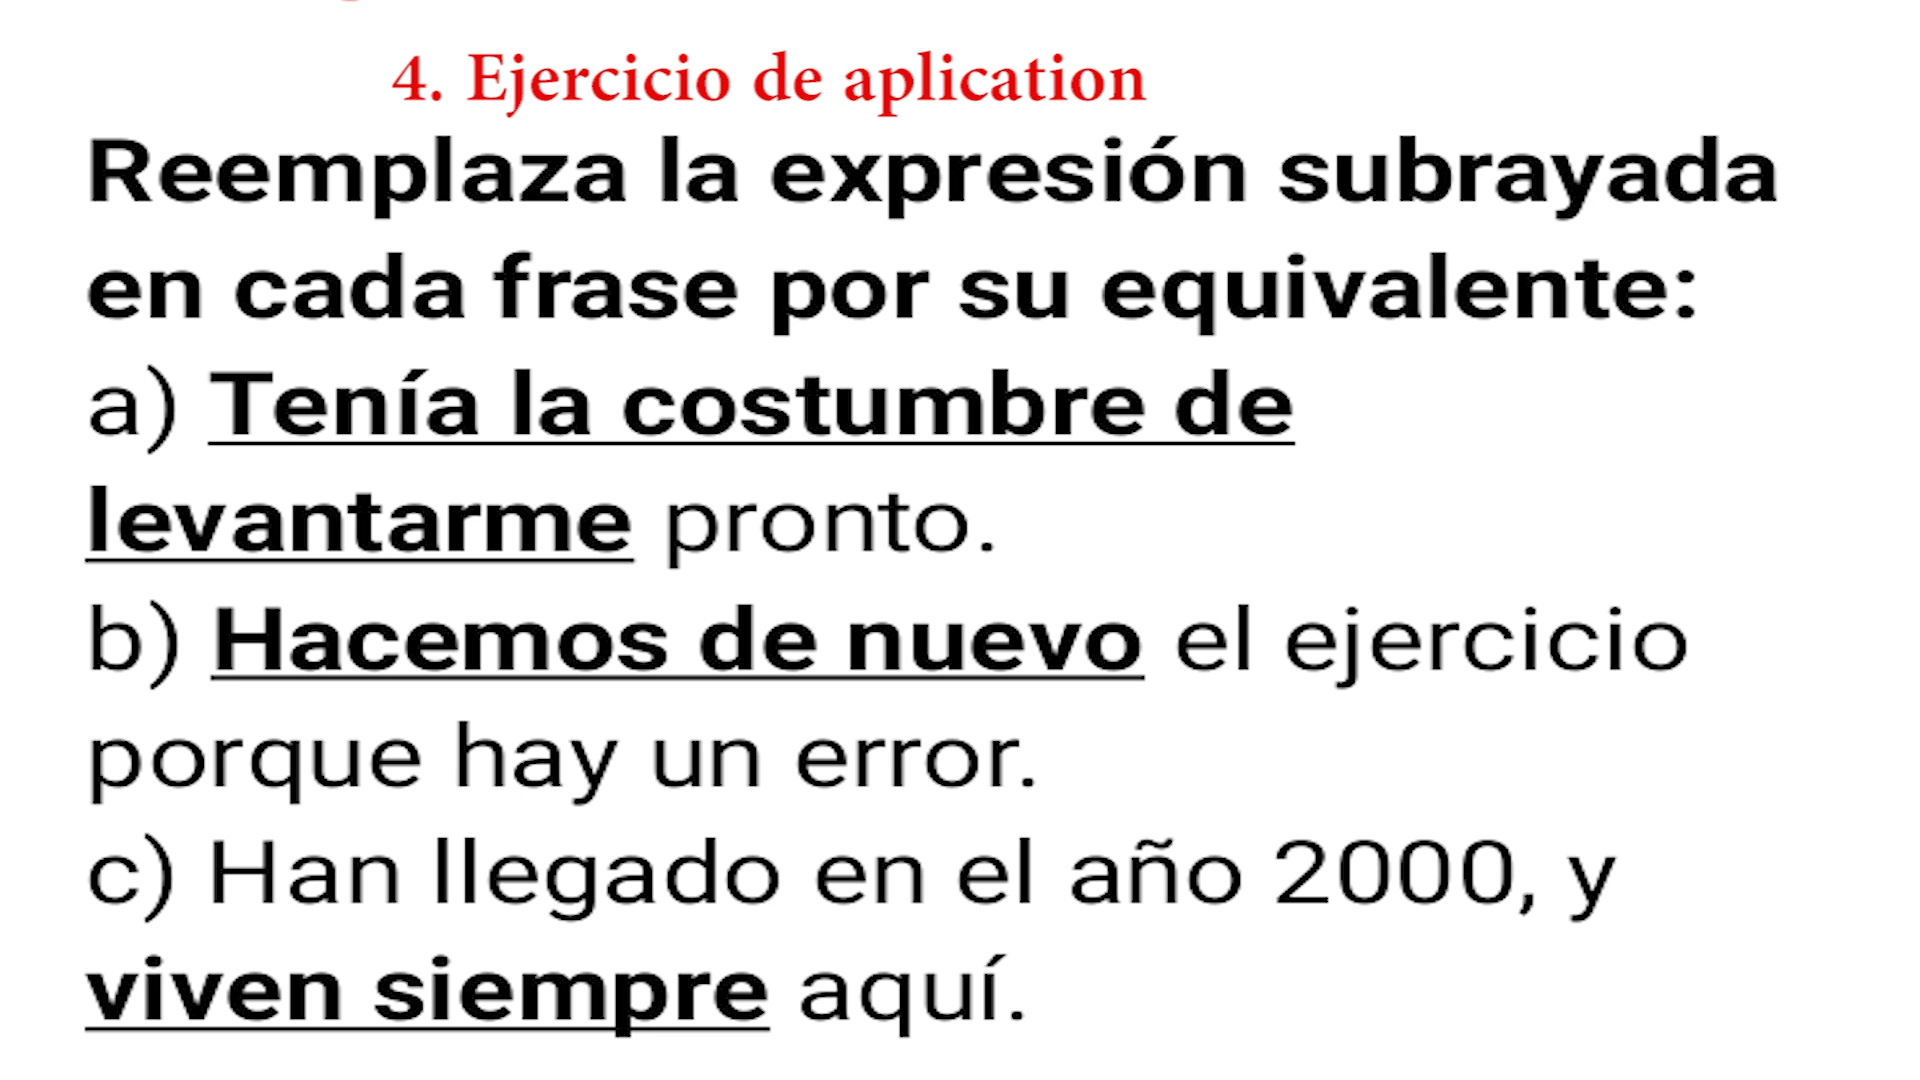 4. Ejercicio de aplication
Reemplaza la expresión subrayada
en cada frase por su equivalente:
a) Tenía la costumbre de
levantarme pronto.
b) Hacemos de nuevo el ejercicio
porque hay un error.
c) Han llegado en el año 2000, y
viven siempre aquí.